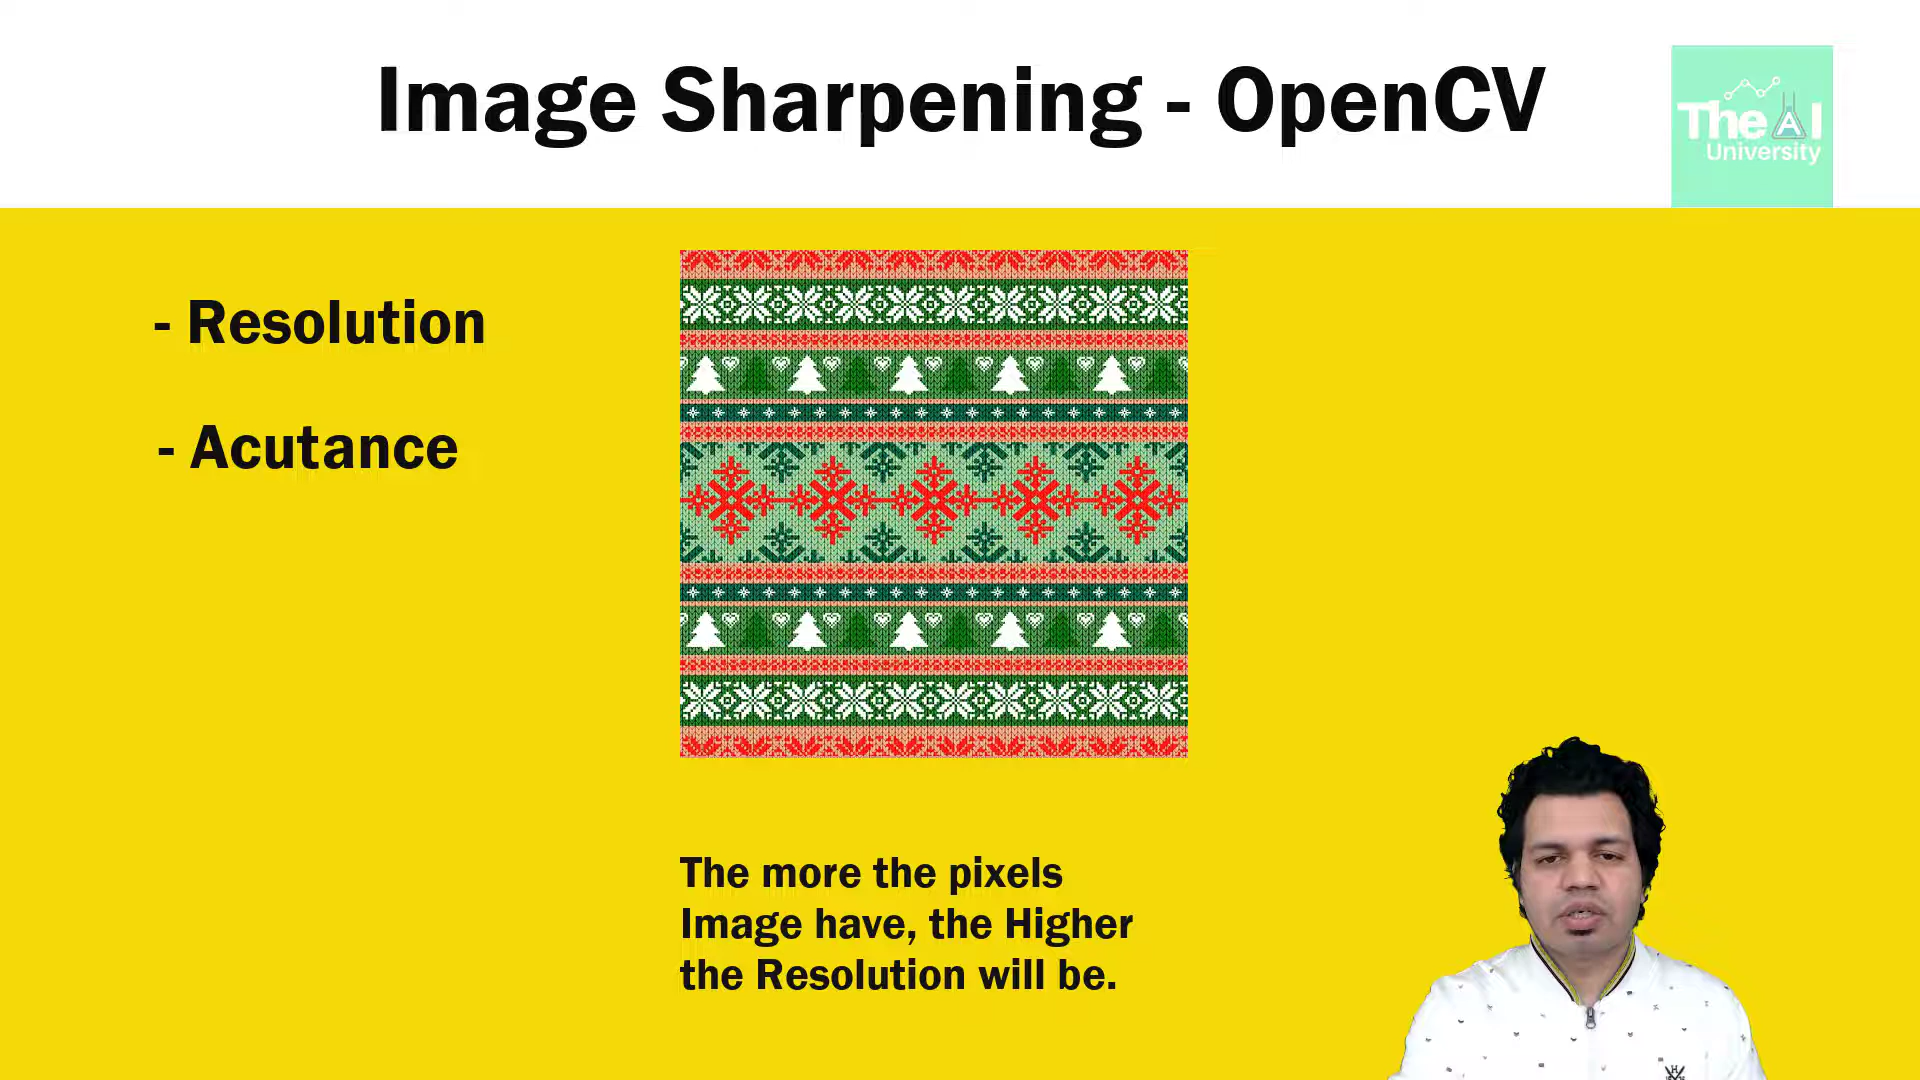 Image Sharpening - OpenCV
The AI
University
- Resolution
- Acutance
The more the pixels
Image have, the Higher
the Resolution will be.
H